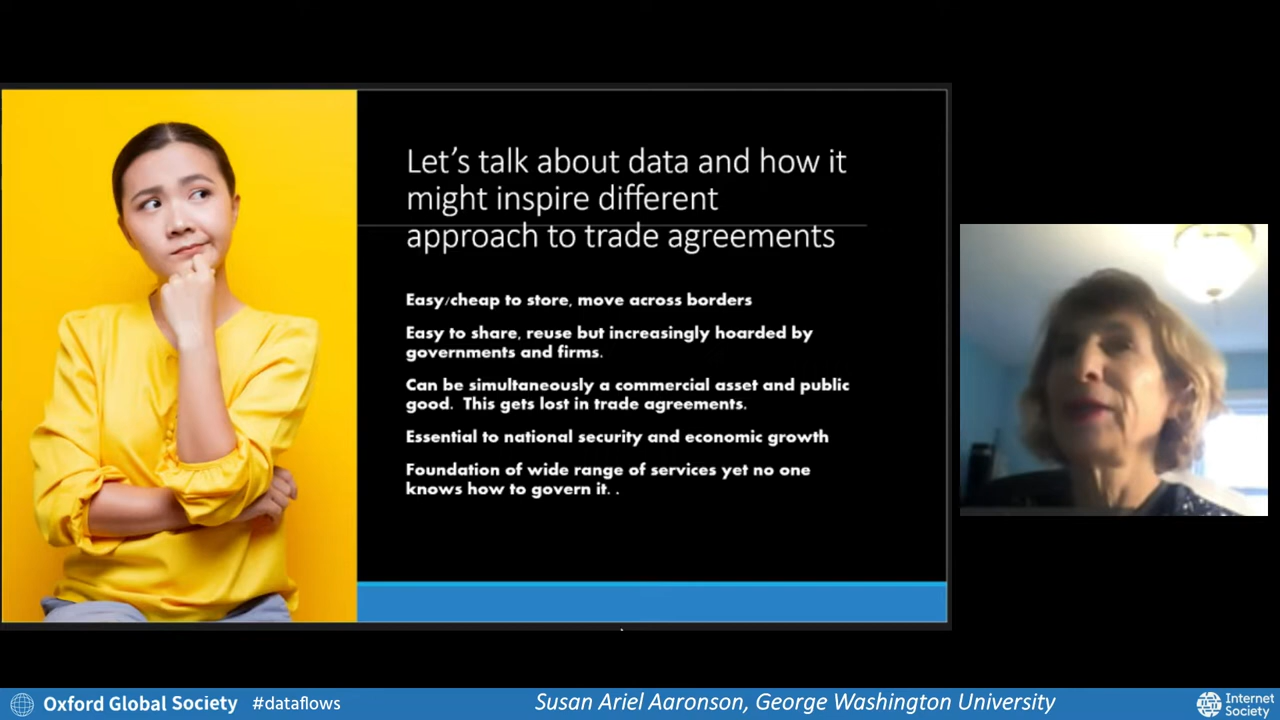 Let's talk about data and how it
might inspire different
approach to trade agreements
Easy/cheap to store, move across borders
Easy to share, reuse but increasingly hoarded by
governments and firms.
Can be simultaneously a commercial asset and public
good.  This gets lost in trade agreements.
Essential to national security and economic growth
Foundation of wide range of services yet no one
knows how to govern it. .
Oxford Global Society #dataflows
Susan Ariel Aaronson, George Washington University
Internet
Society